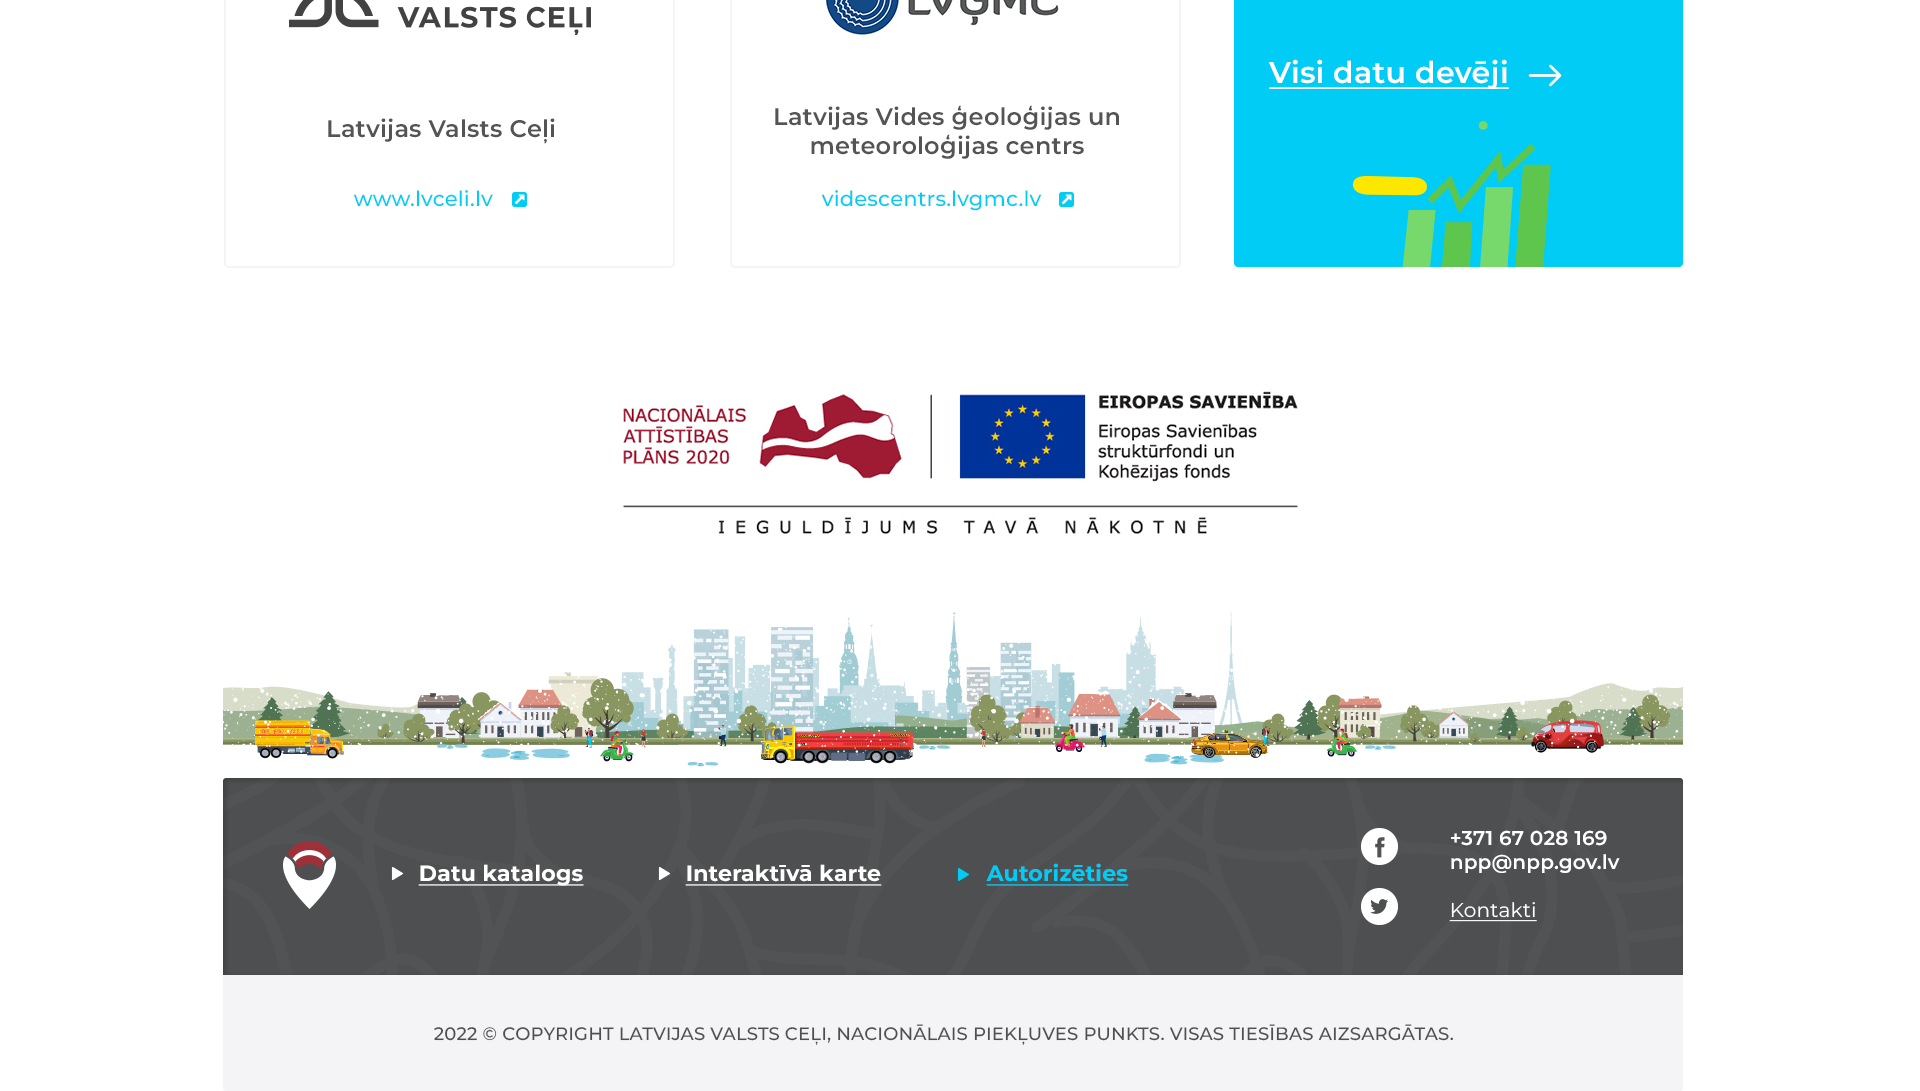 VALSTS CEĻI
LVĢMC
Visi datu devēji
Latvijas Valsts Ceļi
Latvijas Vides ģeoloģijas un
meteoroloģijas centrs
www.lvceli.lv
videscentrs.lvgmc.lv
NACIONĀLAIS
ATTĪSTĪBAS
PLĀNS 2020
EIROPAS SAVIENĪBA
Eiropas Savienības
struktūrfondi un
Kohēzijas fonds
IEGULDĪJUMS TAVĀ NĀKOTNĒ
Datu katalogs
Interaktīvā karte
Autorizēties
+371 67 028 169
npp@npp.gov.lv
Kontakti
2022 © COPYRIGHT LATVIJAS VALSTS CEĻI, NACIONĀLAIS PIEKĻUVES PUNKTS. VISAS TIESĪBAS AIZSARGĀTAS.